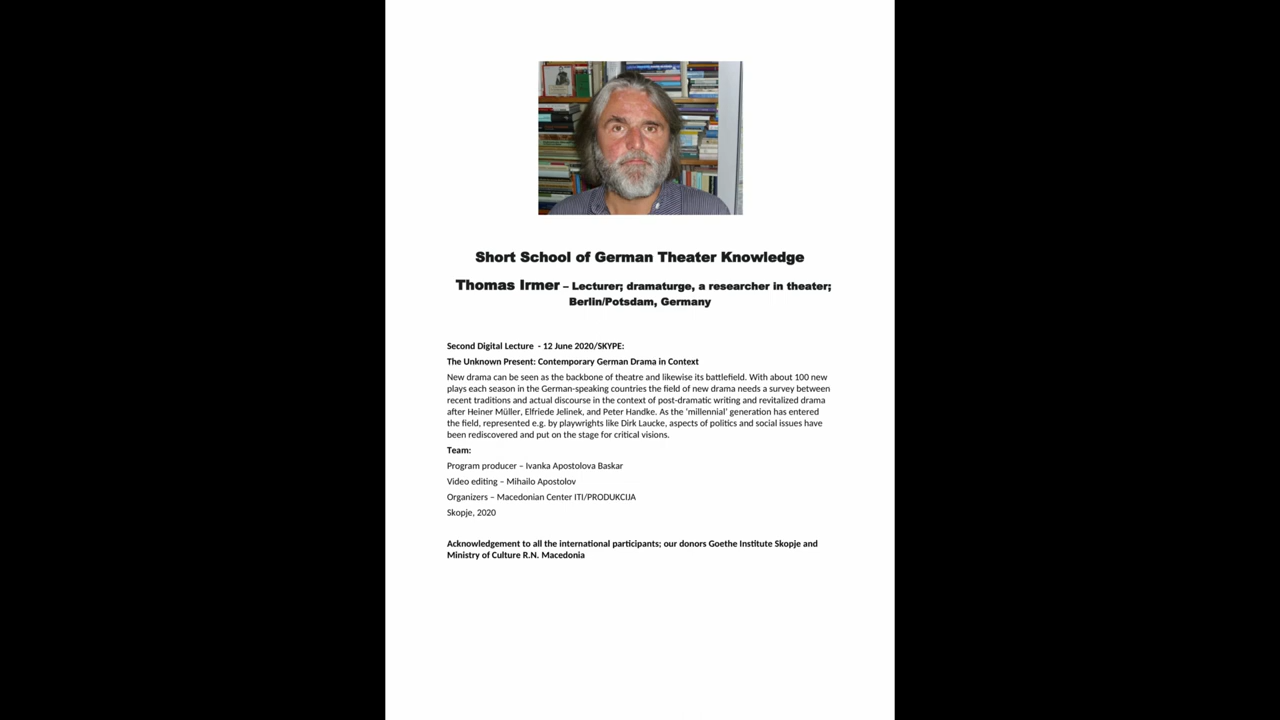 Short School of German Theater Knowledge
Thomas Irmer – Lecturer; dramaturge, a researcher in theater;
Berlin/Potsdam, Germany
Second Digital Lecture  - 12 June 2020/SKYPE:
The Unknown Present: Contemporary German Drama in Context
New drama can be seen as the backbone of theatre and likewise its battlefield. With about 100 new
plays each season in the German-speaking countries the field of new drama needs a survey between
recent traditions and actual discourse in the context of post-dramatic writing and revitalized drama
after Heiner Müller, Elfriede Jelinek, and Peter Handke. As the ‘millennial’ generation has entered
the field, represented e.g. by playwrights like Dirk Laucke, aspects of politics and social issues have
been rediscovered and put on the stage for critical visions.
Team:
Program producer – Ivanka Apostolova Baskar
Video editing – Mihailo Apostolov
Organizers – Macedonian Center ITI/PRODUKCIJA
Skopje, 2020
Acknowledgement to all the international participants; our donors Goethe Institute Skopje and
Ministry of Culture R.N. Macedonia